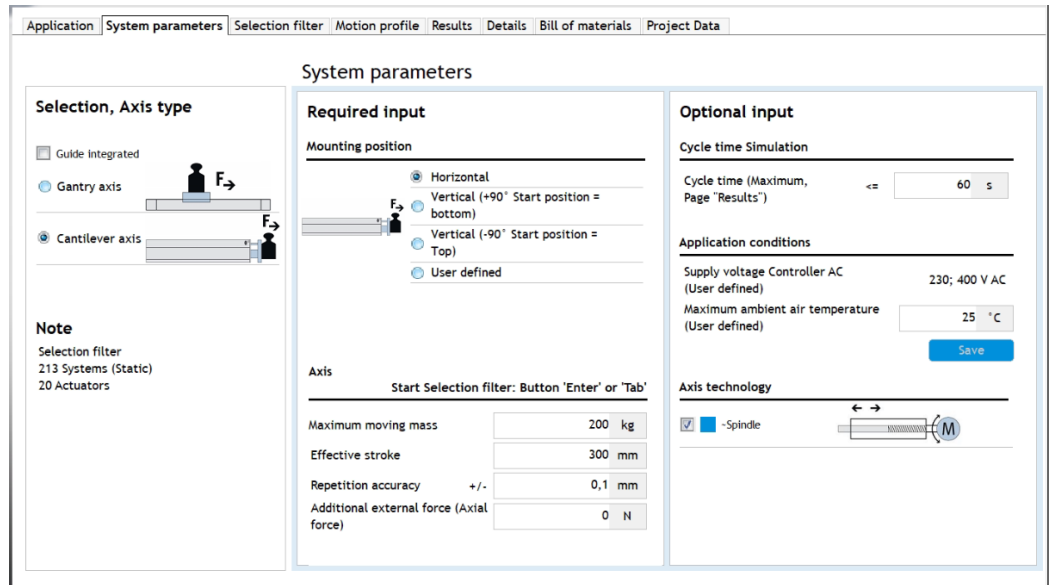 Application System parameters Selection filter Motion profile Results Details Bill of materials Project Data
System parameters
Selection, Axis type
Guide integrated
Gantry axis
F→
Cantilever axis
F→
Note
Selection filter
213 Systems (Static)
20 Actuators
Required input
Mounting position
F→
Horizontal
Vertical (+90° Start position =
bottom)
Vertical (-90° Start position =
Top)
User defined
Axis
Start Selection filter: Button 'Enter' or 'Tab'
Maximum moving mass 200 kg
Effective stroke 300 mm
Repetition accuracy +/- 0,1 mm
Additional external force (Axial
force) 0 N
Optional input
Cycle time Simulation
Cycle time (Maximum,
Page "Results") <= 60 s
Application conditions
Supply voltage Controller AC
(User defined) 230; 400 V AC
Maximum ambient air temperature
(User defined) 25 °C
Save
Axis technology
-Spindle
M